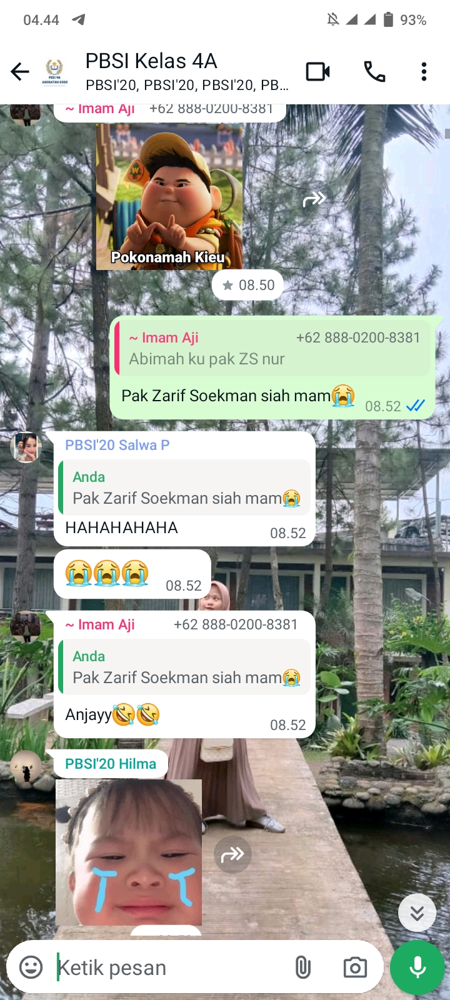 04.44
93%
PBSI Kelas 4A
PBSI'20, PBSI'20, PBSI'20, PB...
~ Imam Aji +62 888-0200-8381
Pokonamah Kieu
08.50
~ Imam Aji +62 888-0200-8381
Abimah ku pak ZS nur
Pak Zarif Soekman siah mam😭
08.52
PBSI'20 Salwa P
Anda
Pak Zarif Soekman siah mam😭
HAHAHAHAHA
08.52
😭😭😭
08.52
~ Imam Aji +62 888-0200-8381
Anda
Pak Zarif Soekman siah mam😭
Anjayy🤣🤣
08.52
PBSI'20 Hilma
Ketik pesan